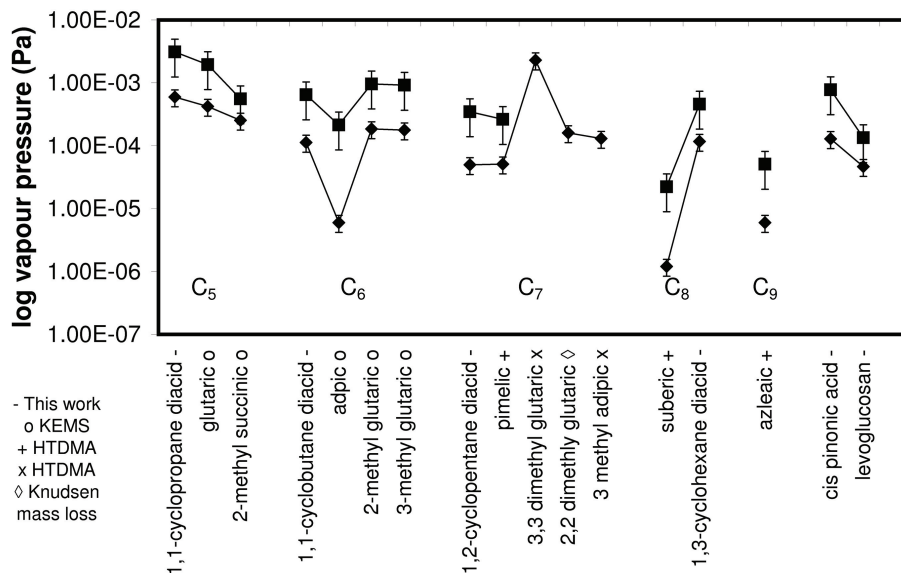 log vapour pressure (Pa)
1.00E-02
1.00E-03
1.00E-04
1.00E-05
1.00E-06
1.00E-07
C5
C6
C7
C8
C9
1,1-cyclopropane diacid -
glutaric o
2-methyl succinic o
1,1-cyclobutane diacid -
adpic o
2-methyl glutaric o
3-methyl glutaric o
1,2-cyclopentane diacid -
pimelic +
3,3 dimethyl glutaric x
2,2 dimethly glutaric ◊
3 methyl adipic x
suberic +
1,3-cyclohexane diacid -
azleaic +
cis pinonic acid -
levoglucosan -
- This work
o KEMS
+ HTDMA
x HTDMA
◊ Knudsen
mass loss